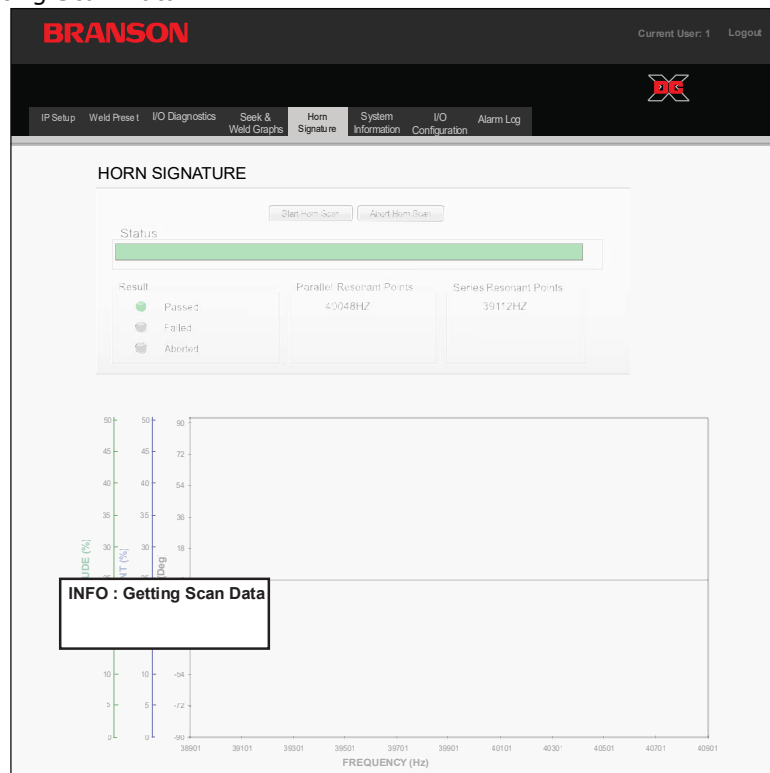 BRANSON
Current User: 1 Logout
DC
IP Setup Weld Preset I/O Diagnostics Seek & Weld Graphs Horn Signature System Information I/O Configuration Alarm Log
HORN SIGNATURE
Start Horn Scan Abort Horn Scan
Status
Result Parallel Resonant Points Series Resonant Points
Passed 40048HZ 39112HZ
Failed
Aborted
50 50 90
45 45 72
40 40 54
35 35 36
30 30 18
(%) (%) (Deg
INFO : Getting Scan Data
10 10 -54
5 5 -72
0 0 -90
38901 39101 39301 39501 39701 39901 40101 40301 40501 40701 40901
FREQUENCY (Hz)